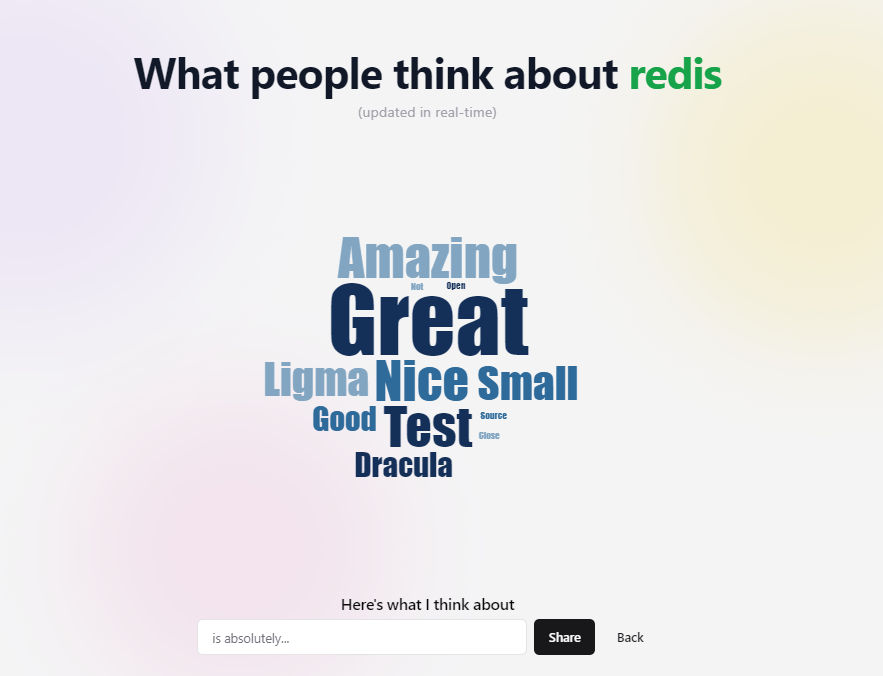 What people think about redis
(updated in real-time)
Amazing
Not Open
Great
Ligma Nice Small
Good Test Source
Close
Dracula
Here's what I think about
is absolutely... Share Back